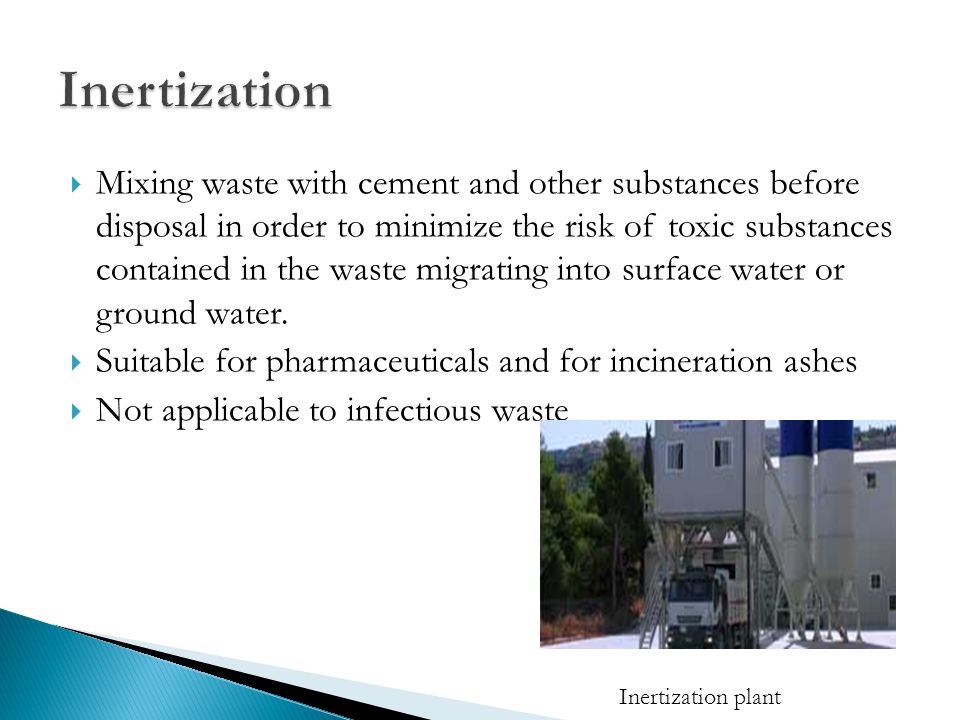 Inertization
Mixing waste with cement and other substances before
disposal in order to minimize the risk of toxic substances
contained in the waste migrating into surface water or
ground water.
Suitable for pharmaceuticals and for incineration ashes
Not applicable to infectious waste
Inertization plant